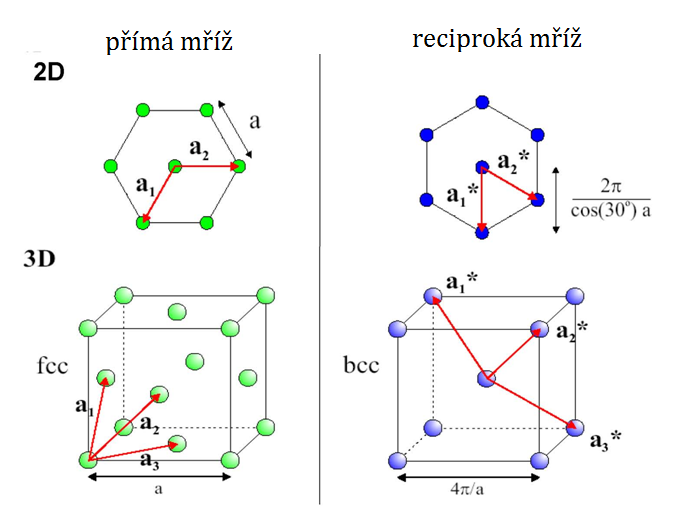 přímá mříž
reciproká mříž
2D
a
a₂
a₁
a₂*
a₁*
2π
cos(30°) a
3D
fcc
a₁
a₂
a₃
a
bcc
a₁*
a₂*
a₃*
4π/a